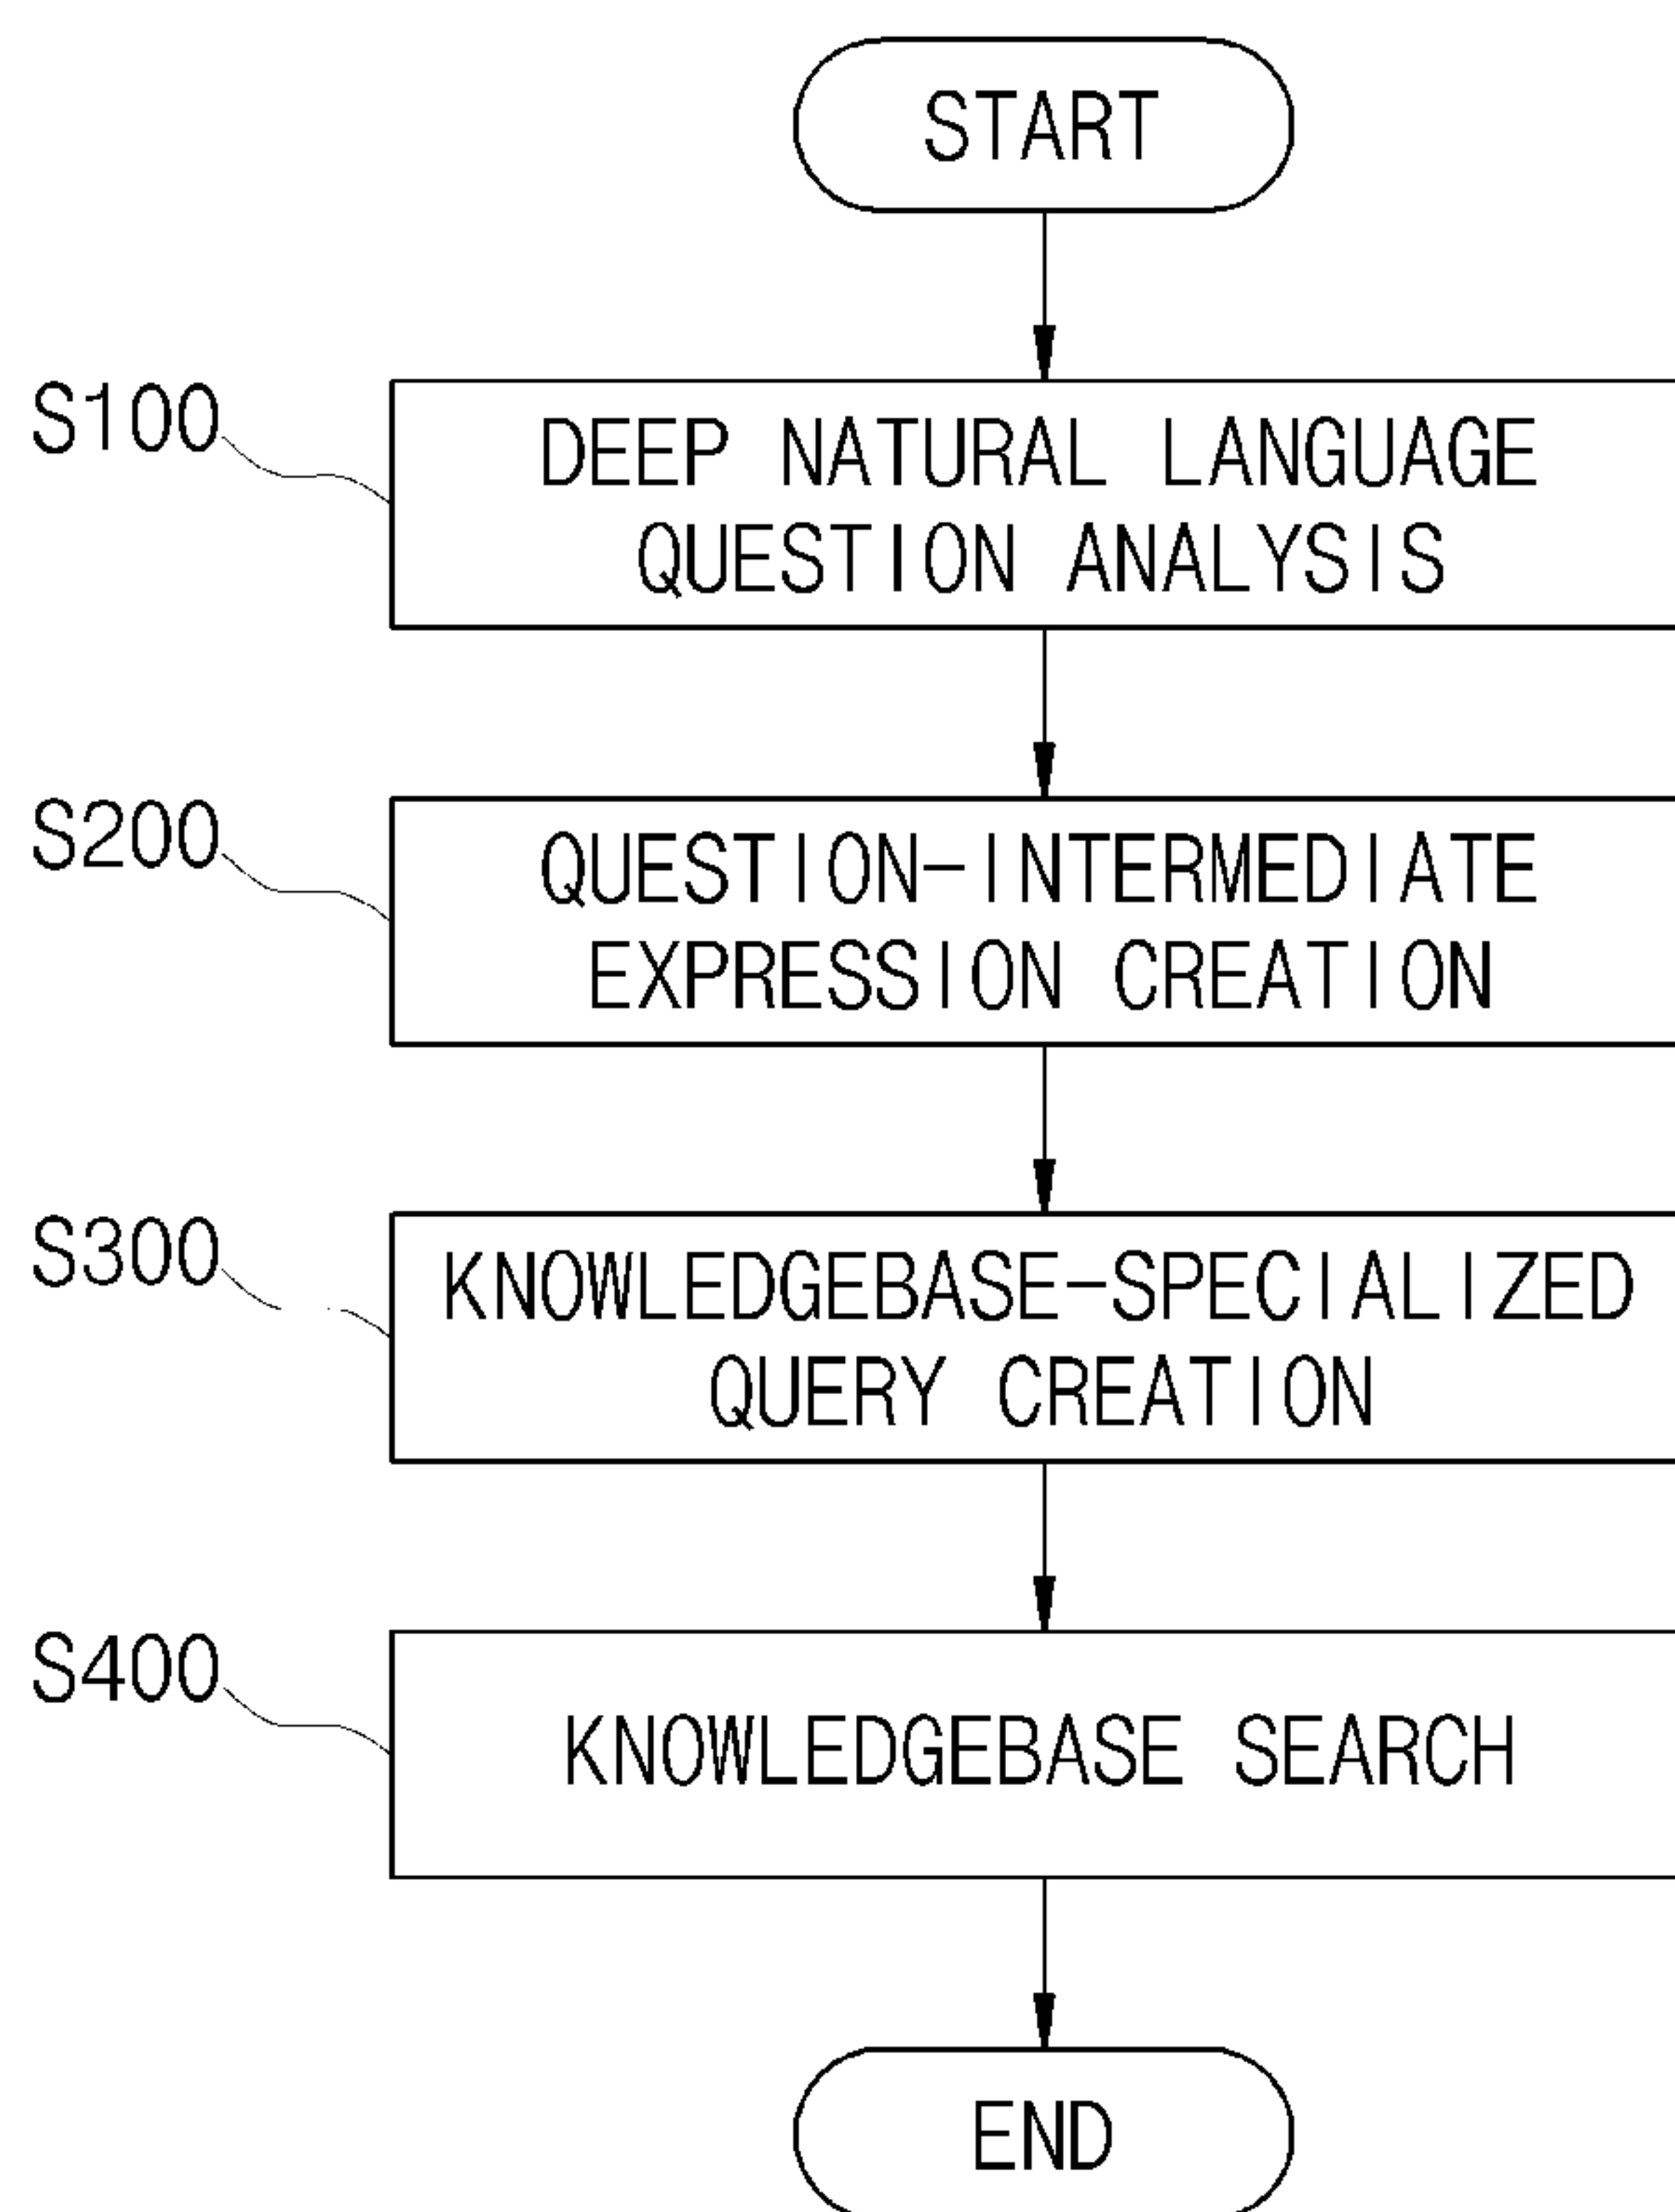 START
S100
DEEP NATURAL LANGUAGE
QUESTION ANALYSIS
S200
QUESTION-INTERMEDIATE
EXPRESSION CREATION
S300
KNOWLEDGEBASE-SPECIALIZED
QUERY CREATION
S400
KNOWLEDGEBASE SEARCH
END